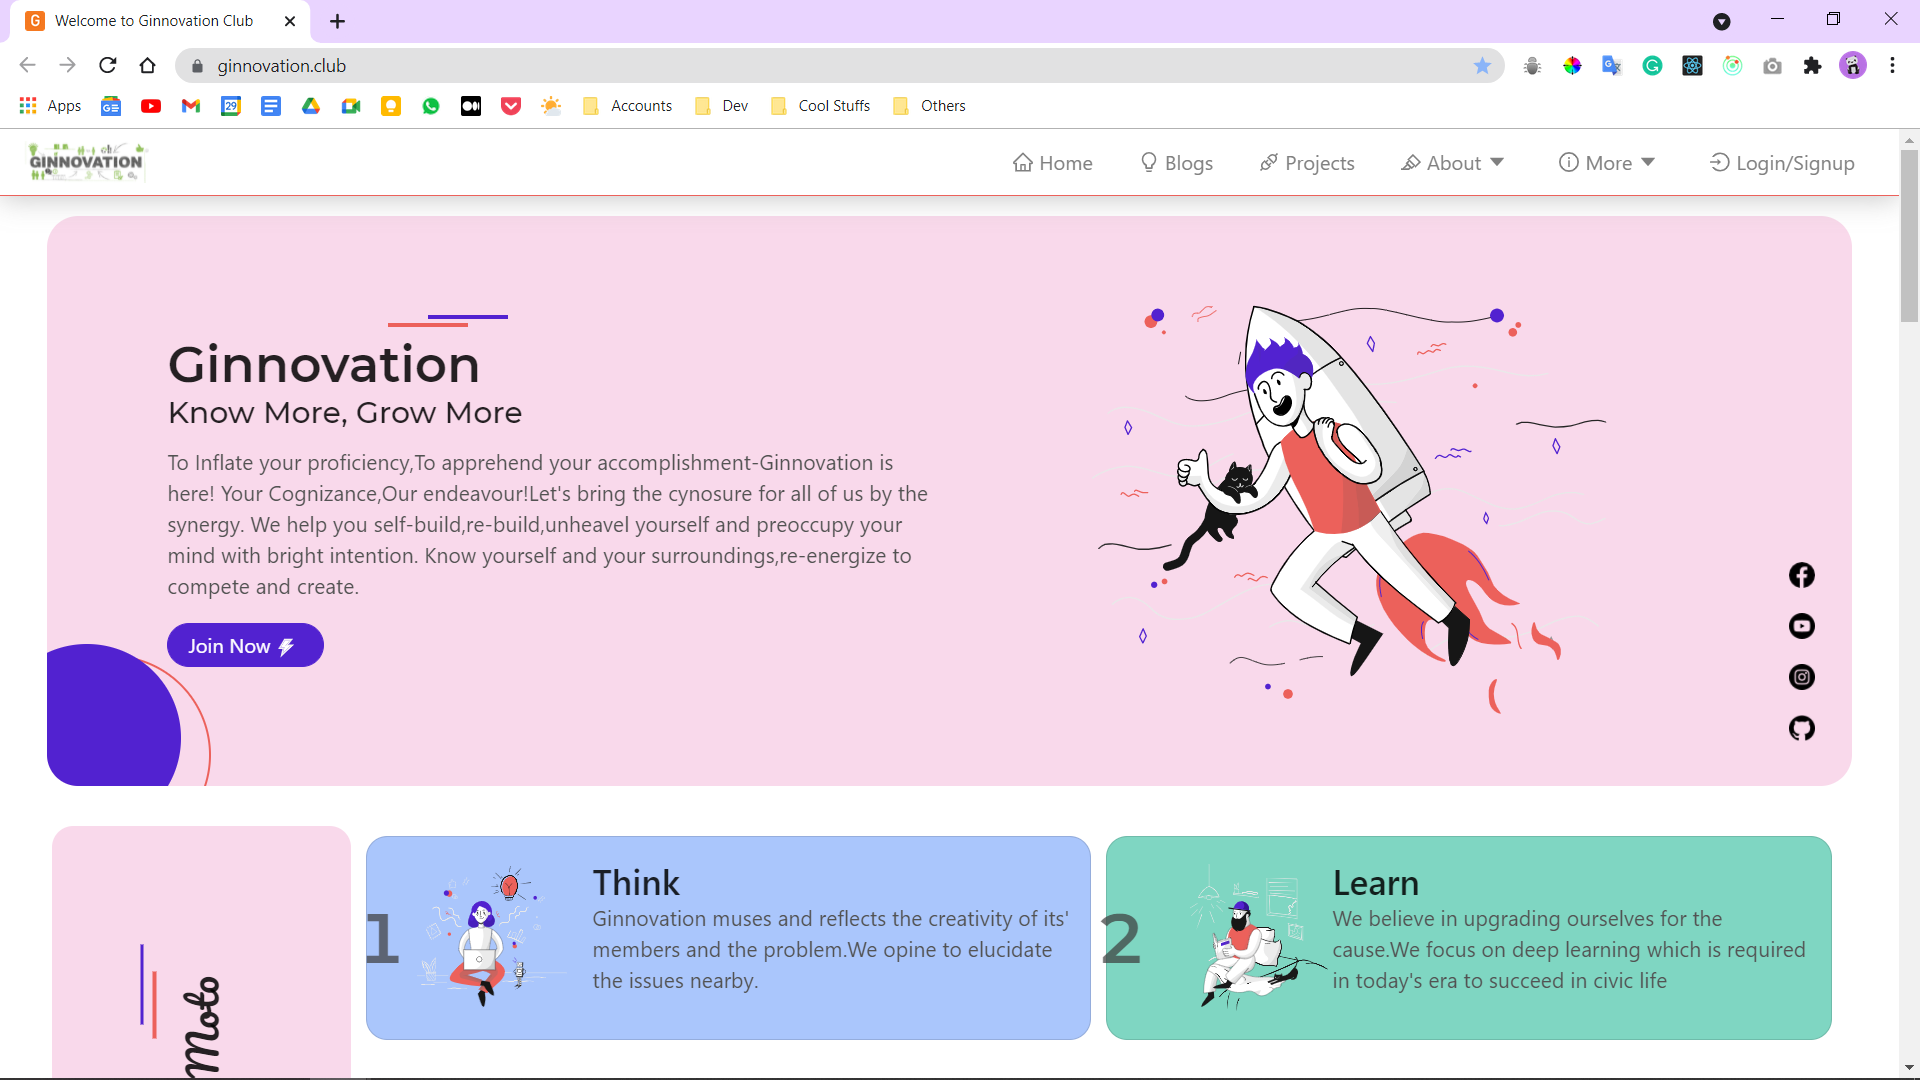 Welcome to Ginnovation Club
ginnovation.club
Apps
Accounts
Dev
Cool Stuffs
Others
GINNOVATION
Home
Blogs
Projects
About
More
Login/Signup
Ginnovation
Know More, Grow More
To Inflate your proficiency,To apprehend your accomplishment-Ginnovation is
here! Your Cognizance,Our endeavour!Let's bring the cynosure for all of us by the
synergy. We help you self-build,re-build,unheavel yourself and preoccupy your
mind with bright intention. Know yourself and your surroundings,re-energize to
compete and create.
Join Now
Moto
1
Think
Ginnovation muses and reflects the creativity of its'
members and the problem.We opine to elucidate
the issues nearby.
2
Learn
We believe in upgrading ourselves for the
cause.We focus on deep learning which is required
in today's era to succeed in civic life